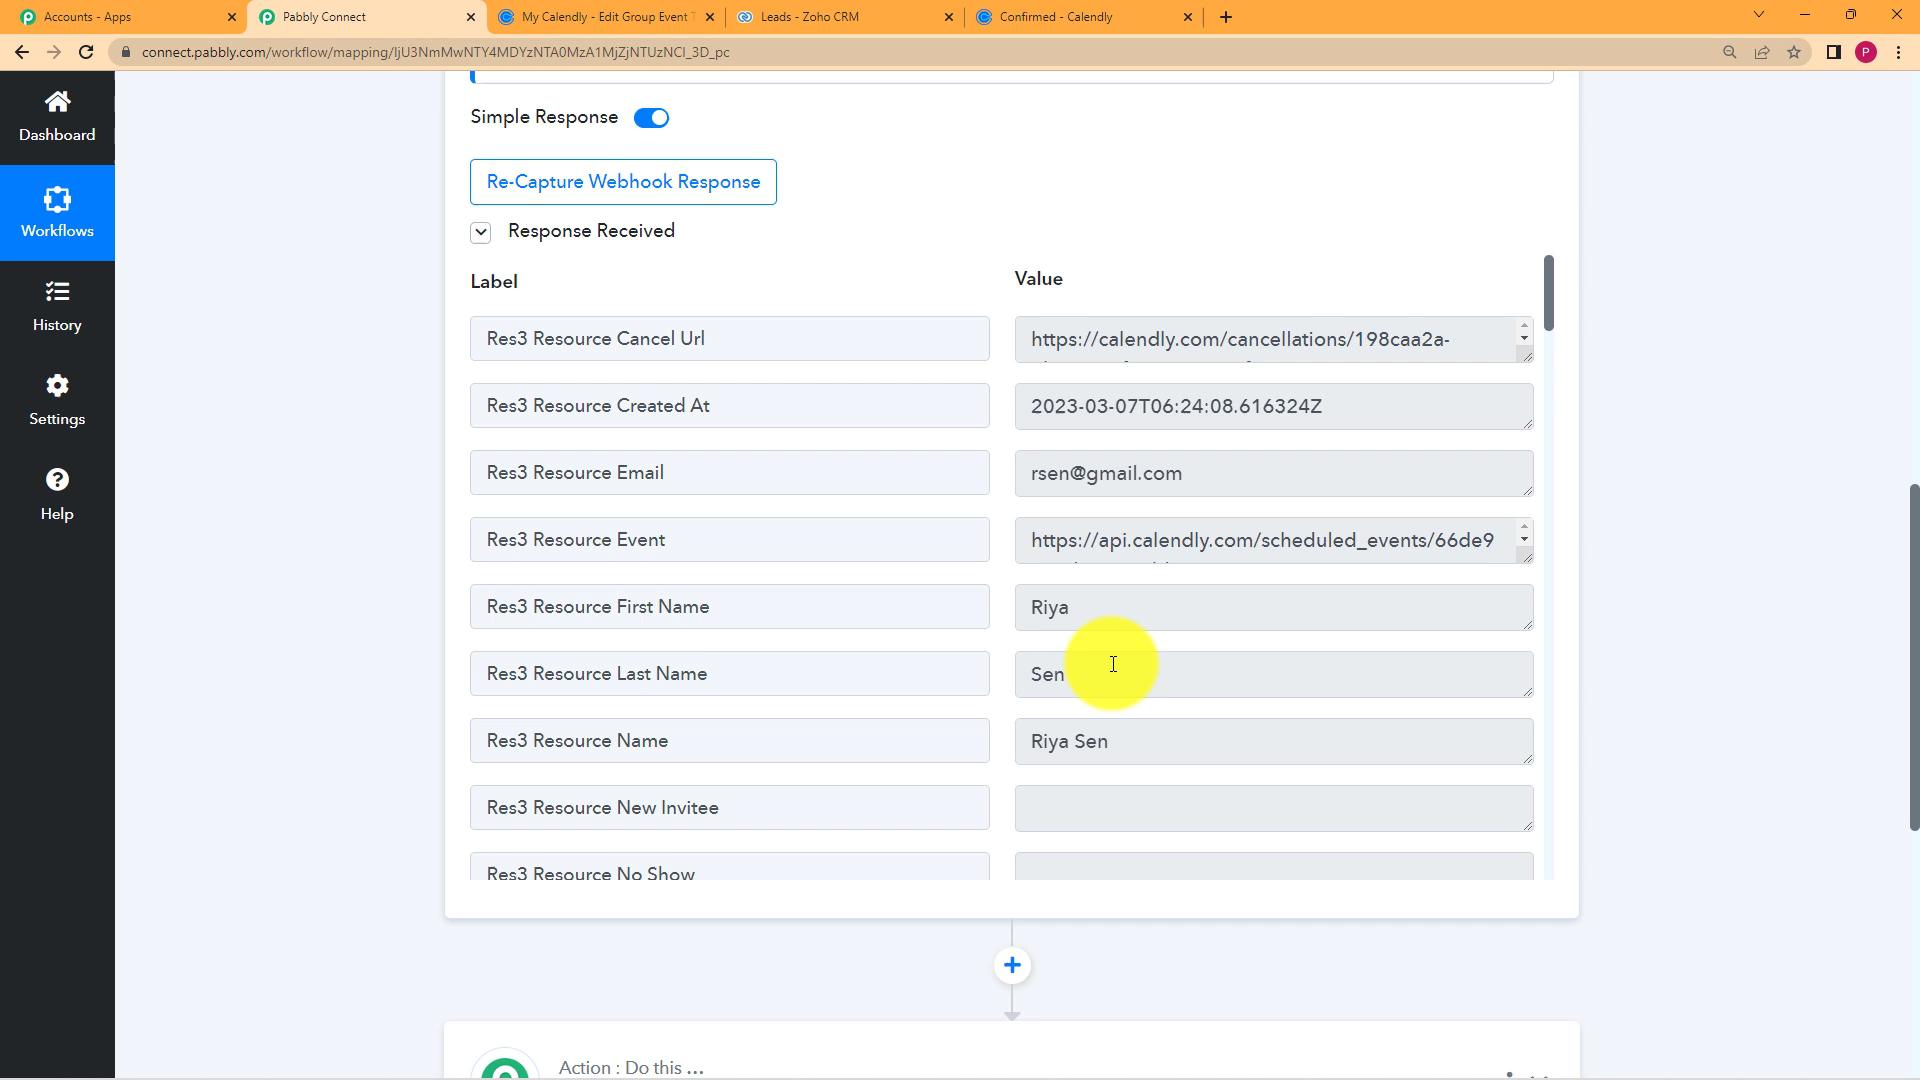 Accounts - Apps
Pabbly Connect
My Calendly - Edit Group Event T
Leads - Zoho CRM
Confirmed - Calendly
connect.pabbly.com/workflow/mapping/IjU3NmMwNTY4MDYzNTA0MzA1MjZjNTUzNCI_3D_pc
P
Dashboard
Workflows
History
Settings
Help
Simple Response
Re-Capture Webhook Response
Response Received
Label
Value
Res3 Resource Cancel Url
https://calendly.com/cancellations/198caa2a-
Res3 Resource Created At
2023-03-07T06:24:08.616324Z
Res3 Resource Email
rsen@gmail.com
Res3 Resource Event
https://api.calendly.com/scheduled_events/66de9
Res3 Resource First Name
Riya
Res3 Resource Last Name
Sen
Res3 Resource Name
Riya Sen
Res3 Resource New Invitee
Res3 Resource No Show
Action : Do this ...